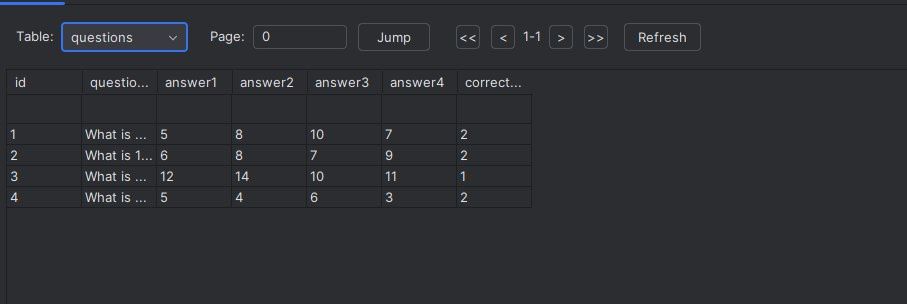 Table: questions Page: 0 Jump << < 1-1 > >> Refresh
id questio... answer1 answer2 answer3 answer4 correct...
1 What is ... 5 8 10 7 2
2 What is 1... 6 8 7 9 2
3 What is ... 12 14 10 11 1
4 What is ... 5 4 6 3 2